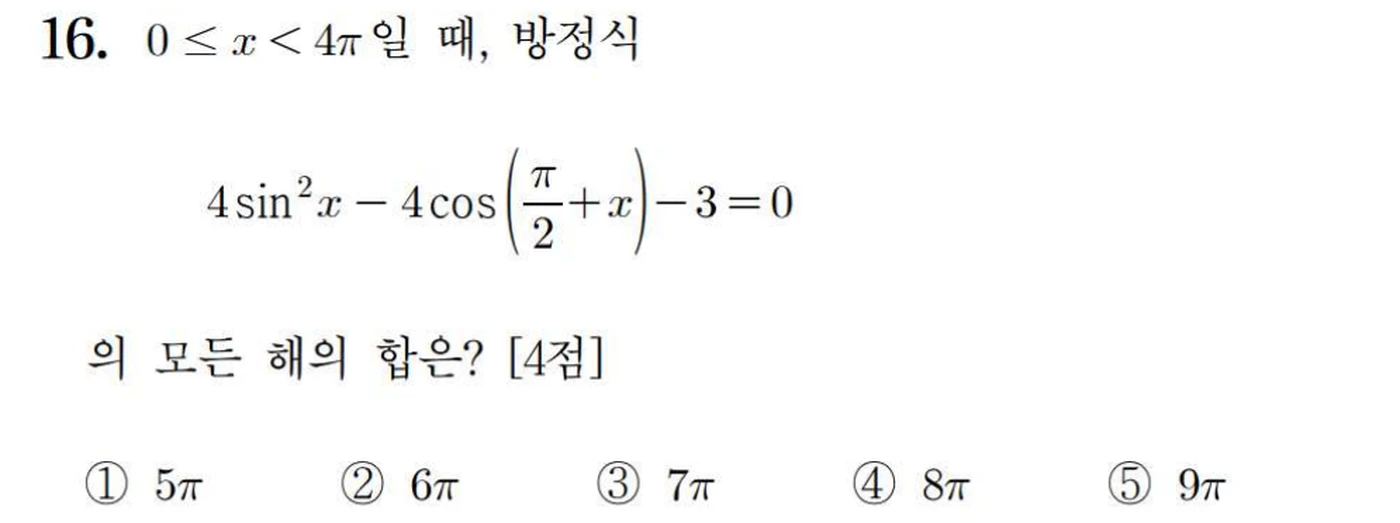 16. 0 ≤ x < 4π일 때, 방정식
4sin²x − 4cos(π/2 + x) − 3 = 0
의 모든 해의 합은? [4점]
① 5π ② 6π ③ 7π ④ 8π ⑤ 9π